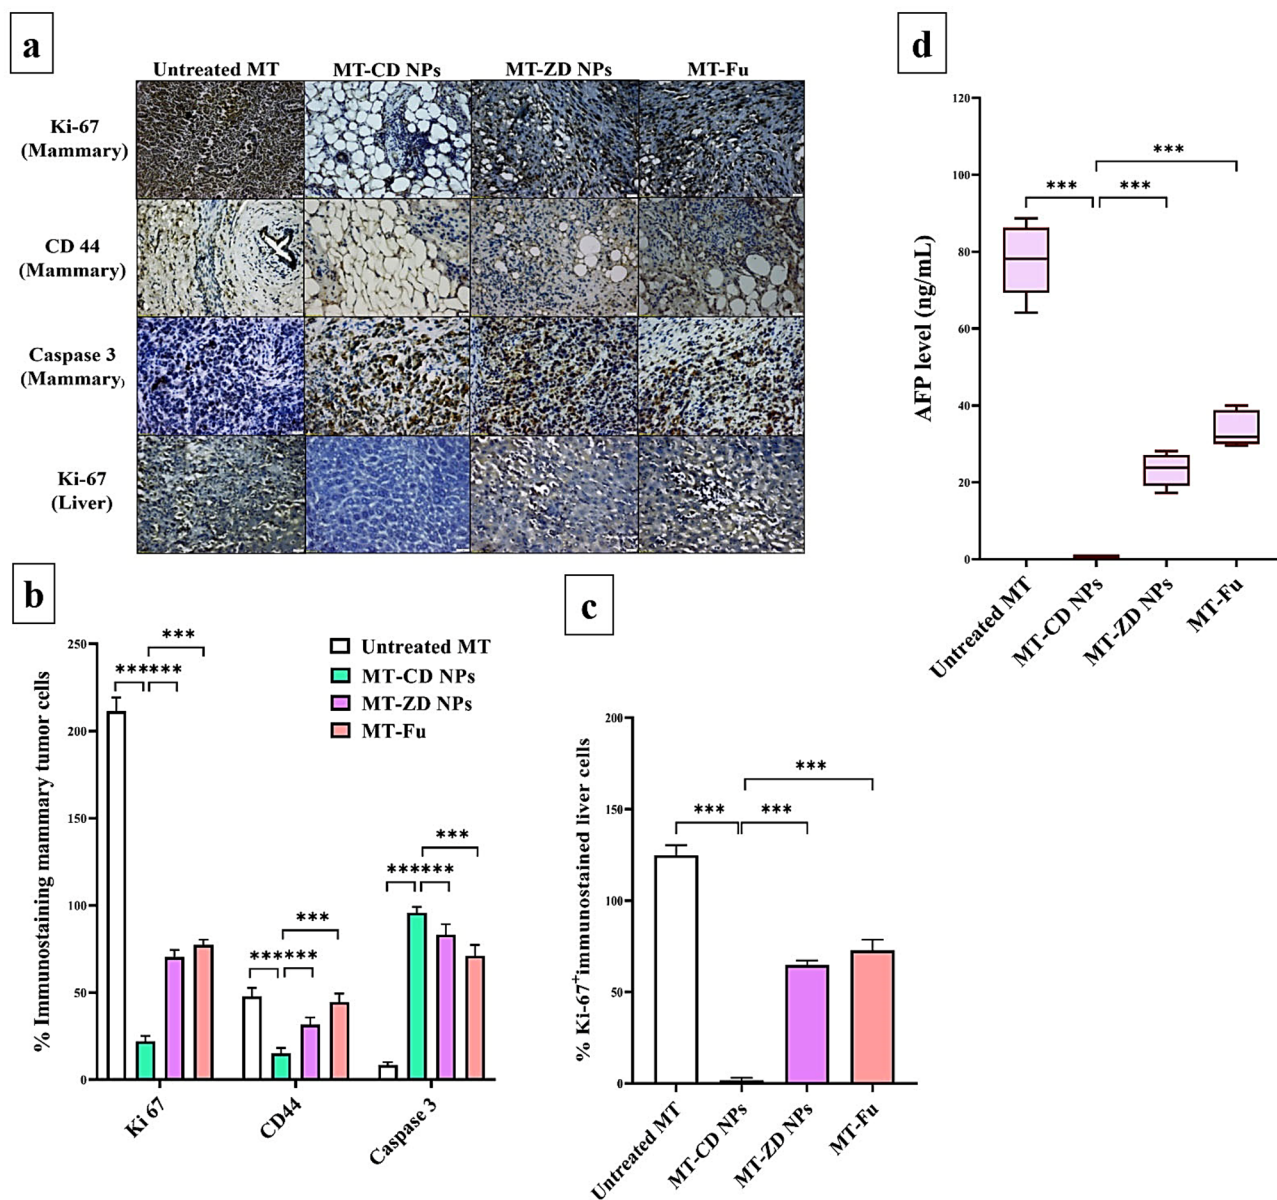 a
Untreated MT MT-CD NPs MT-ZD NPs MT-Fu
Ki-67
(Mammary)
CD 44
(Mammary)
Caspase 3
(Mammary)
Ki-67
(Liver)
d
AFP level (ng/mL)
120
100
80
60
40
20
0
***
*** ***
Untreated MT
MT-CD NPs
MT-ZD NPs
MT-Fu
b
% Immunostaining mammary tumor cells
250
200
150
100
50
0
***
******
***
******
***
******
Untreated MT
MT-CD NPs
MT-ZD NPs
MT-Fu
Ki 67
CD44
Caspase 3
c
% Ki-67+immunostained liver cells
200
150
100
50
0
***
*** ***
Untreated MT
MT-CD NPs
MT-ZD NPs
MT-Fu